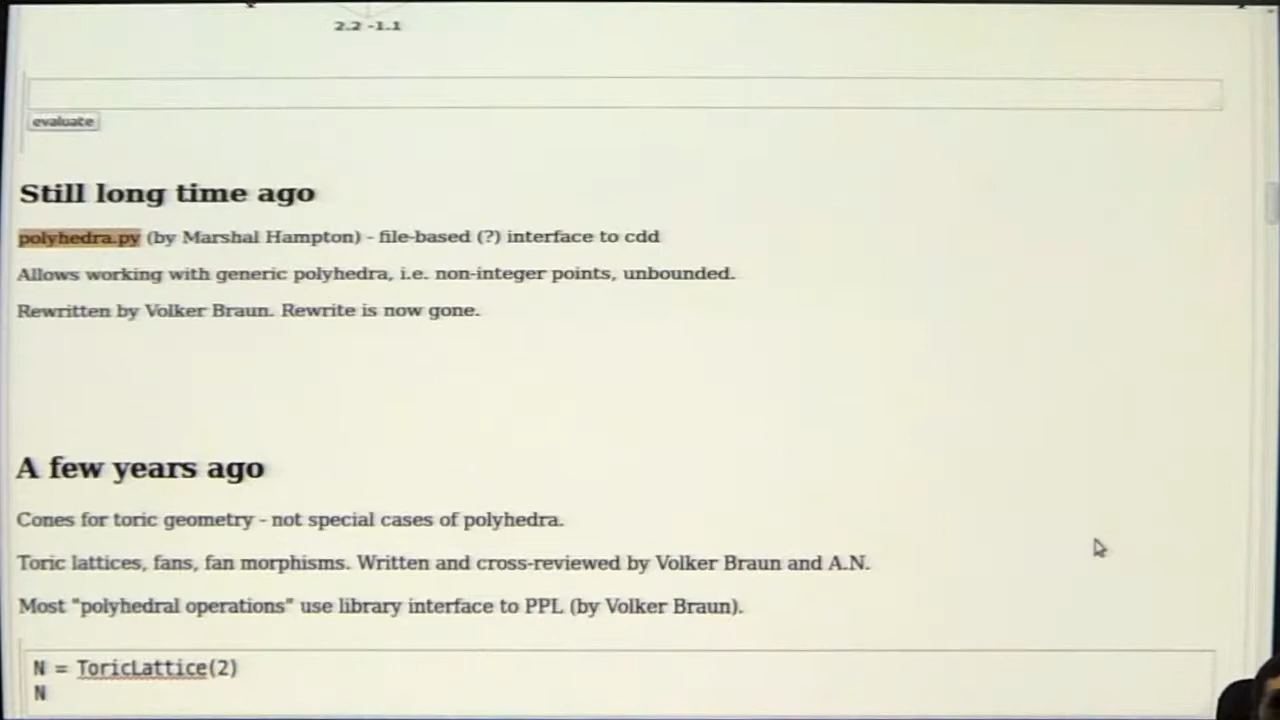 2.2 -1.1
evaluate
Still long time ago
polyhedra.py (by Marshal Hampton) - file-based (?) interface to cdd
Allows working with generic polyhedra, i.e. non-integer points, unbounded.
Rewritten by Volker Braun. Rewrite is now gone.
A few years ago
Cones for toric geometry - not special cases of polyhedra.
Toric lattices, fans, fan morphisms. Written and cross-reviewed by Volker Braun and A.N.
Most "polyhedral operations" use library interface to PPL (by Volker Braun).
N = ToricLattice(2)
N